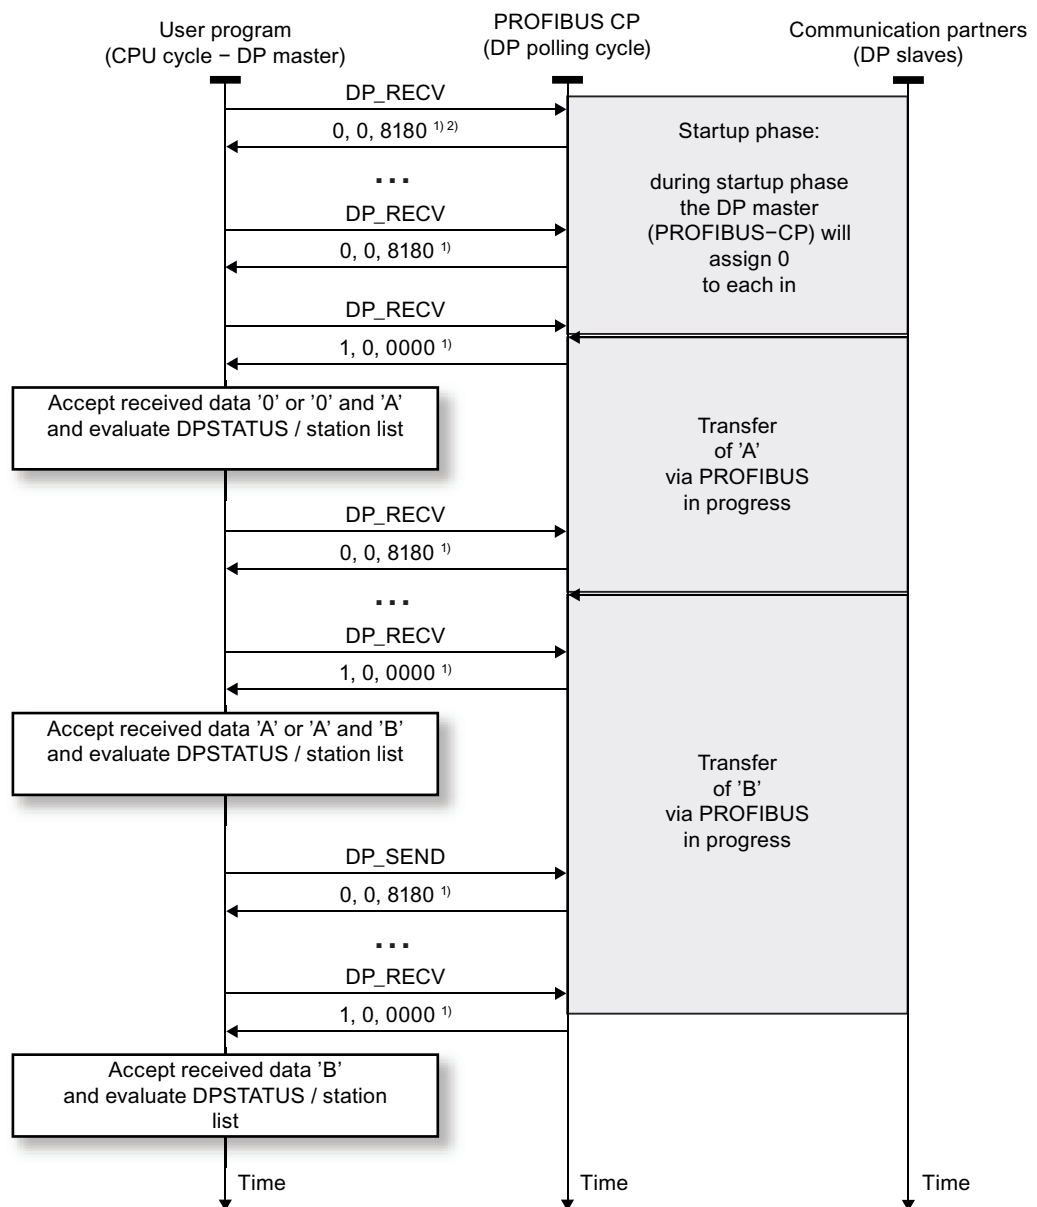 User program
(CPU cycle − DP master)
PROFIBUS CP
(DP polling cycle)
Communication partners
(DP slaves)
DP_RECV
0, 0, 8180 1) 2)
...
DP_RECV
0, 0, 8180 1)
DP_RECV
1, 0, 0000 1)
Startup phase:
during startup phase
the DP master
(PROFIBUS−CP) will
assign 0
to each in
Accept received data '0' or '0' and 'A'
and evaluate DPSTATUS / station list
Transfer
of 'A'
via PROFIBUS
in progress
DP_RECV
0, 0, 8180 1)
...
DP_RECV
1, 0, 0000 1)
Accept received data 'A' or 'A' and 'B'
and evaluate DPSTATUS / station list
Transfer
of 'B'
via PROFIBUS
in progress
DP_SEND
0, 0, 8180 1)
...
DP_RECV
1, 0, 0000 1)
Accept received data 'B'
and evaluate DPSTATUS / station
list
Time
Time
Time